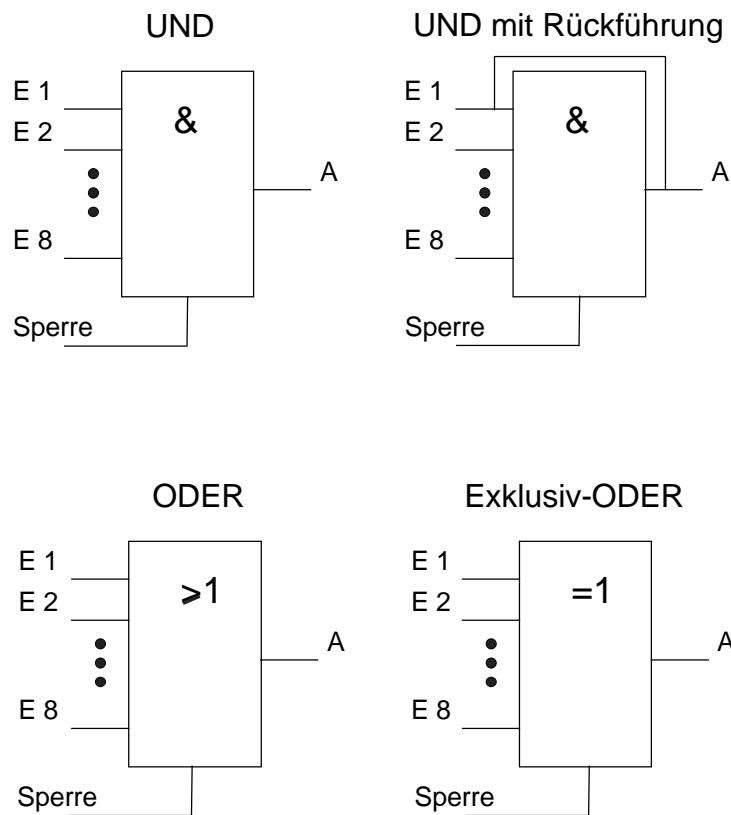 UND
E 1
&
E 2
A
E 8
Sperre
UND mit Rückführung
E 1
&
E 2
A
E 8
Sperre
ODER
E 1
⩾1
E 2
A
E 8
Sperre
Exklusiv-ODER
E 1
=1
E 2
A
E 8
Sperre